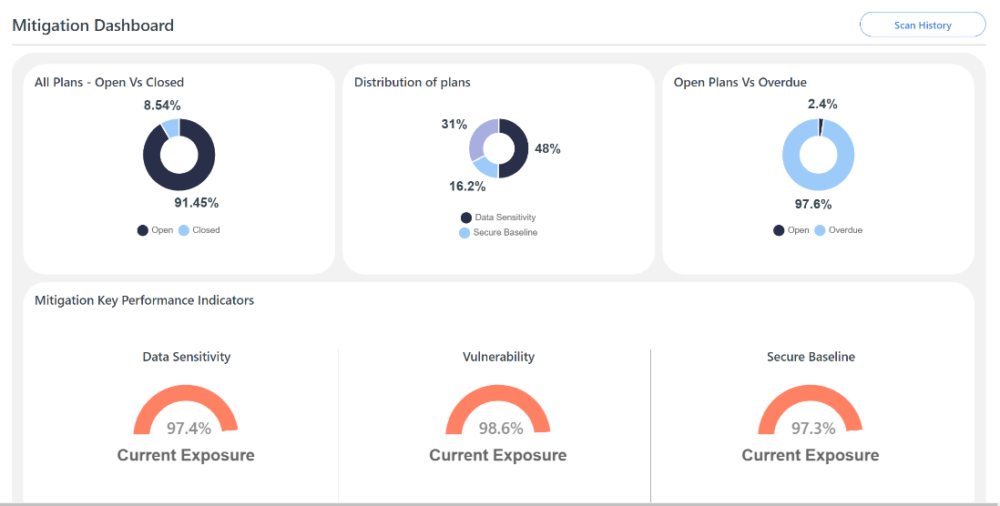 Mitigation Dashboard
Scan History
All Plans - Open Vs Closed
8.54%
91.45%
Open
Closed
Distribution of plans
31%
48%
16.2%
Data Sensitivity
Secure Baseline
Open Plans Vs Overdue
2.4%
97.6%
Open
Overdue
Mitigation Key Performance Indicators
Data Sensitivity
97.4%
Current Exposure
Vulnerability
98.6%
Current Exposure
Secure Baseline
97.3%
Current Exposure